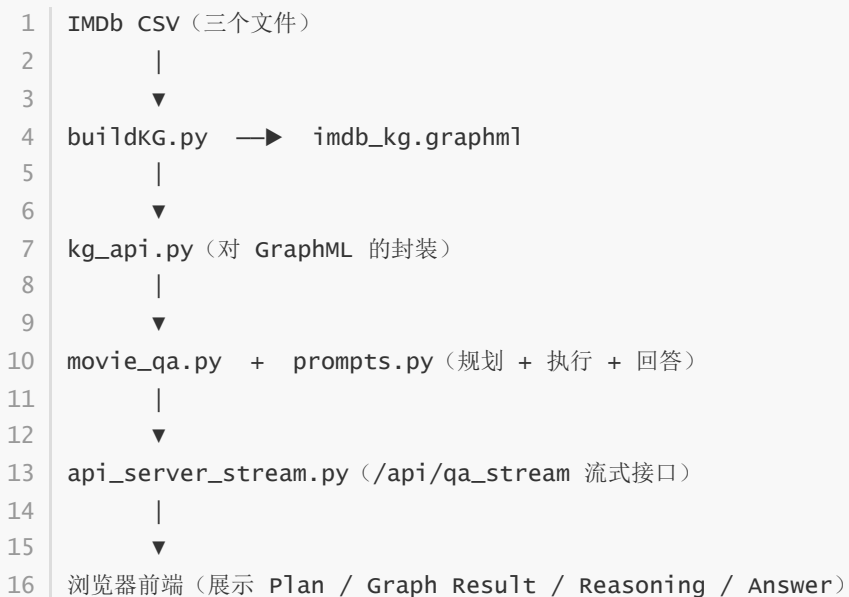 1 IMDb CSV（三个文件）
2 │
3 ▼
4 buildKG.py ──▶ imdb_kg.graphml
5 │
6 ▼
7 kg_api.py（对 GraphML 的封装）
8 │
9 ▼
10 movie_qa.py + prompts.py（规划 + 执行 + 回答）
11 │
12 ▼
13 api_server_stream.py（/api/qa_stream 流式接口）
14 │
15 ▼
16 浏览器前端（展示 Plan / Graph Result / Reasoning / Answer）